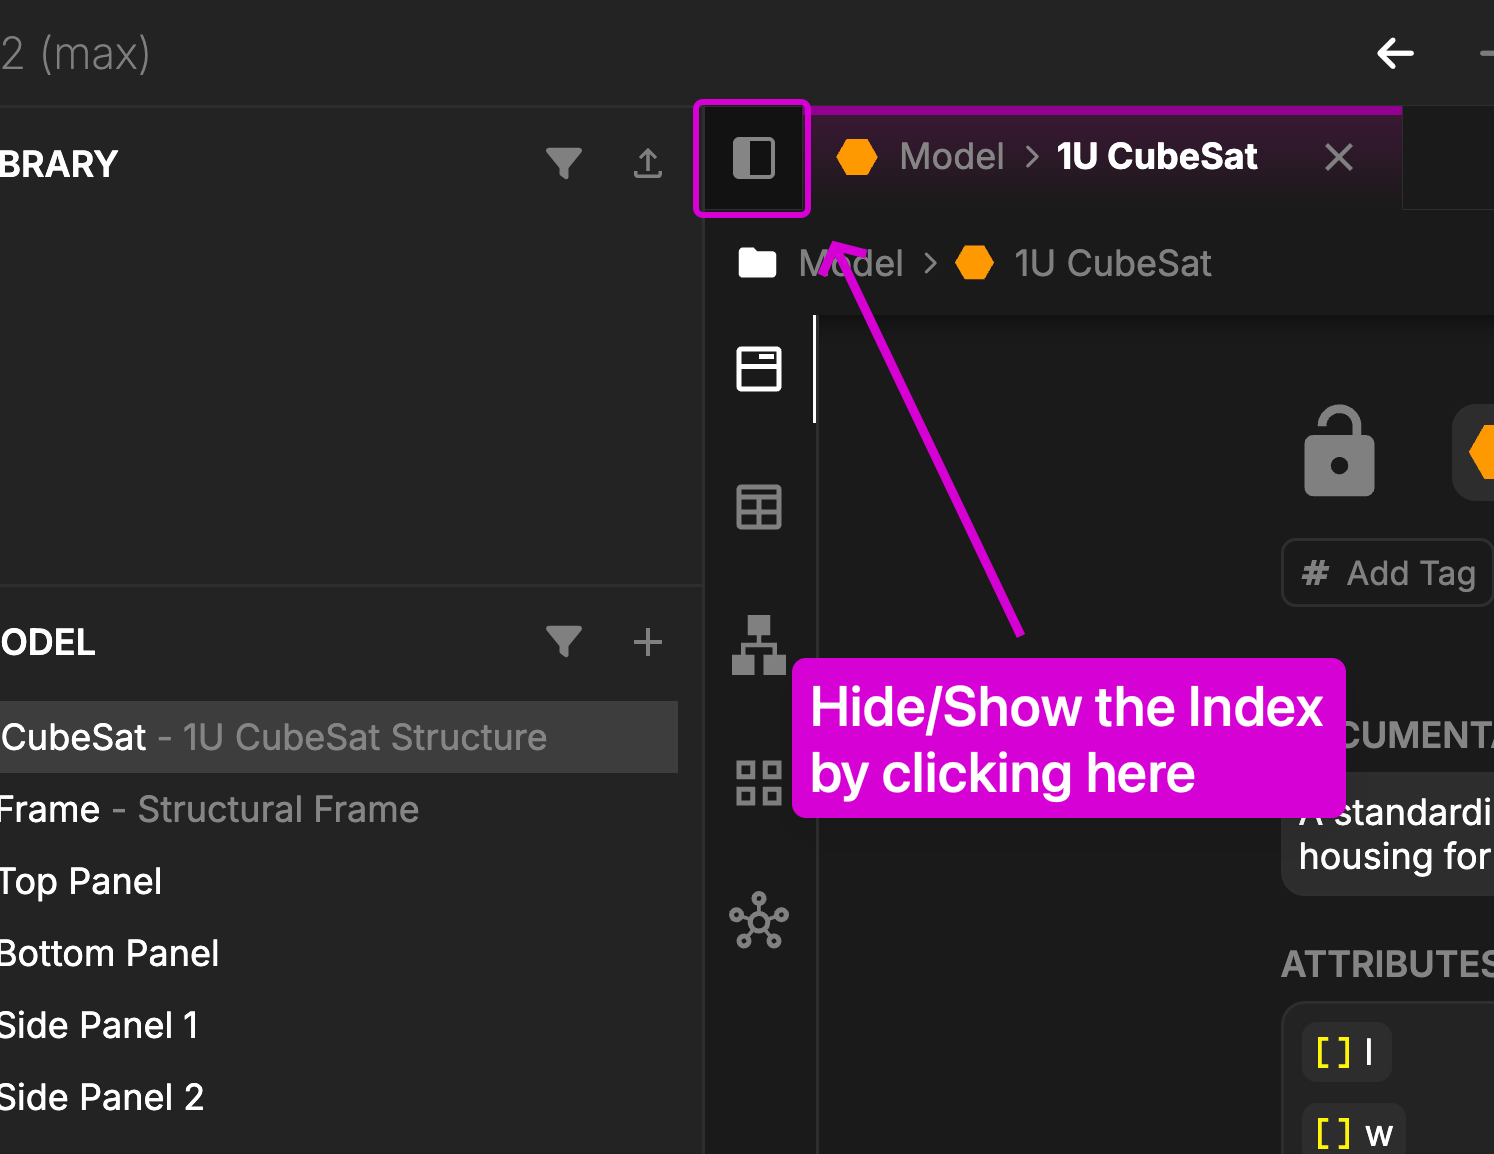 2 (max)
BRARY
Model > 1U CubeSat
Model > 1U CubeSat
# Add Tag
ODEL
CubeSat - 1U CubeSat Structure
Hide/Show the Index
by clicking here
CUMENTA
Frame - Structural Frame
A standardi
housing for
Top Panel
Bottom Panel
ATTRIBUTES
Side Panel 1
[ ] l
Side Panel 2
[ ] w